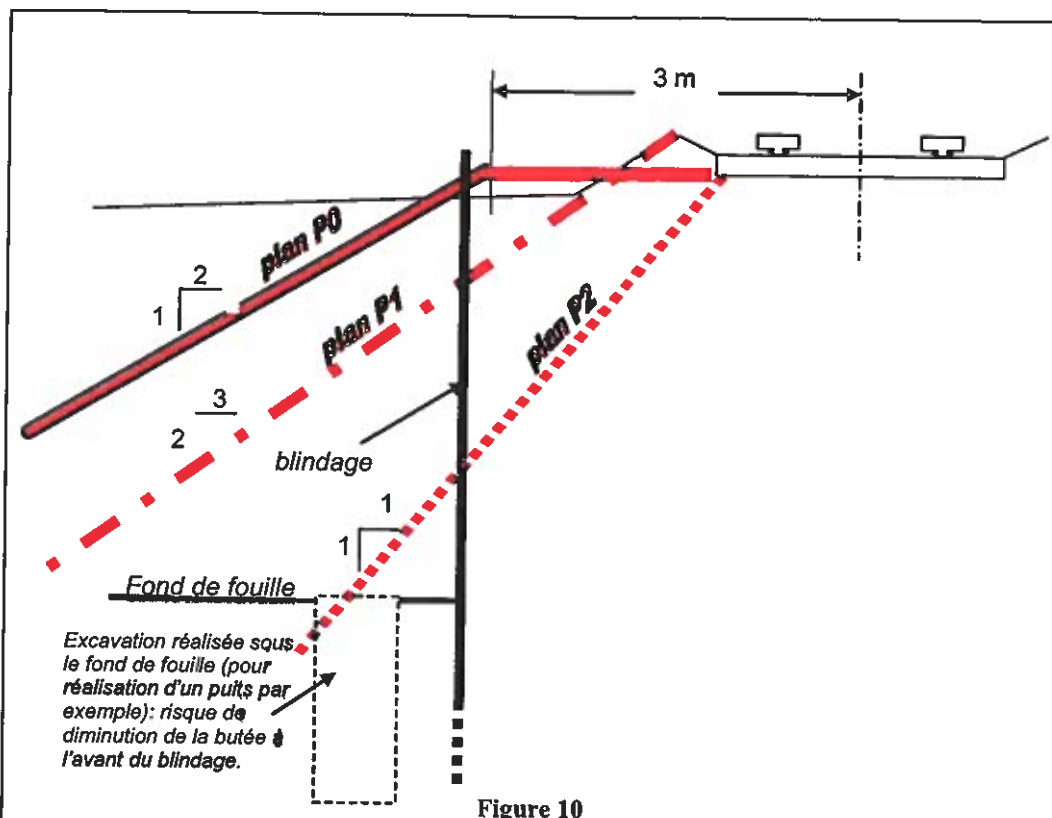 3 m
plan P0
2
1
plan P1
3
2
plan P2
blindage
1
1
Fond de fouille
Excavation réalisée sous
le fond de fouille (pour
réalisation d'un puits par
exemple): risque de
diminution de la butée à
l'avant du blindage.
Figure 10